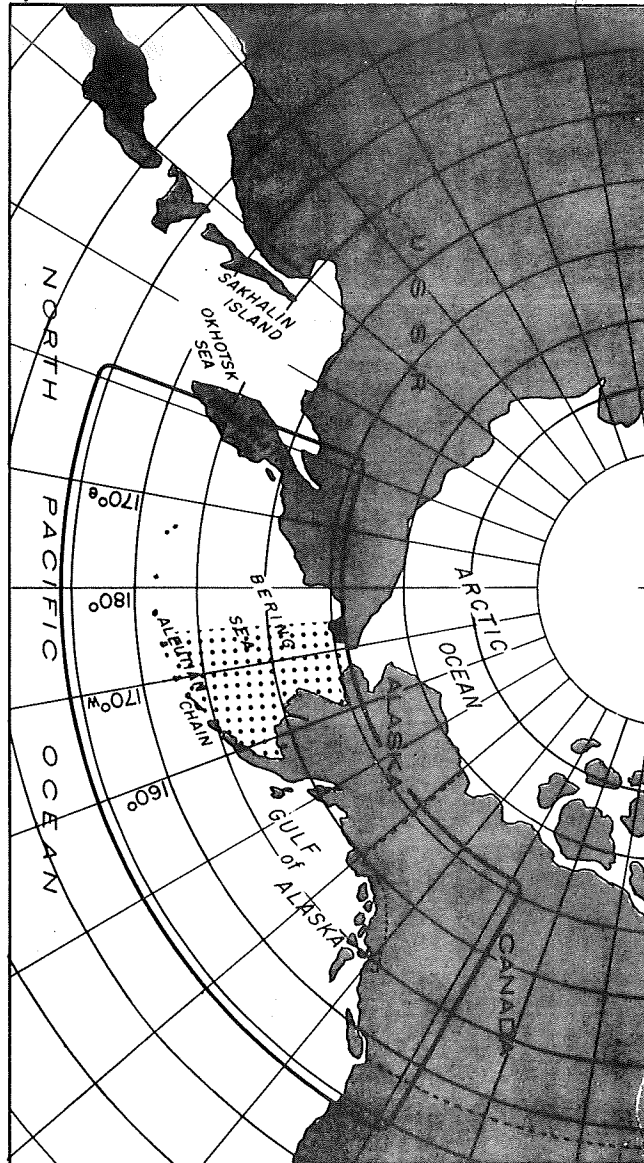 U S S R
SAKHALIN
ISLAND
OKHOTSK
SEA
NORTH
PACIFIC
OCEAN
170°E
180°
170°W
160°
BERING
SEA
ALEUTIAN
CHAIN
ARCTIC
OCEAN
ALASKA
GULF
of
ALASKA
CANADA